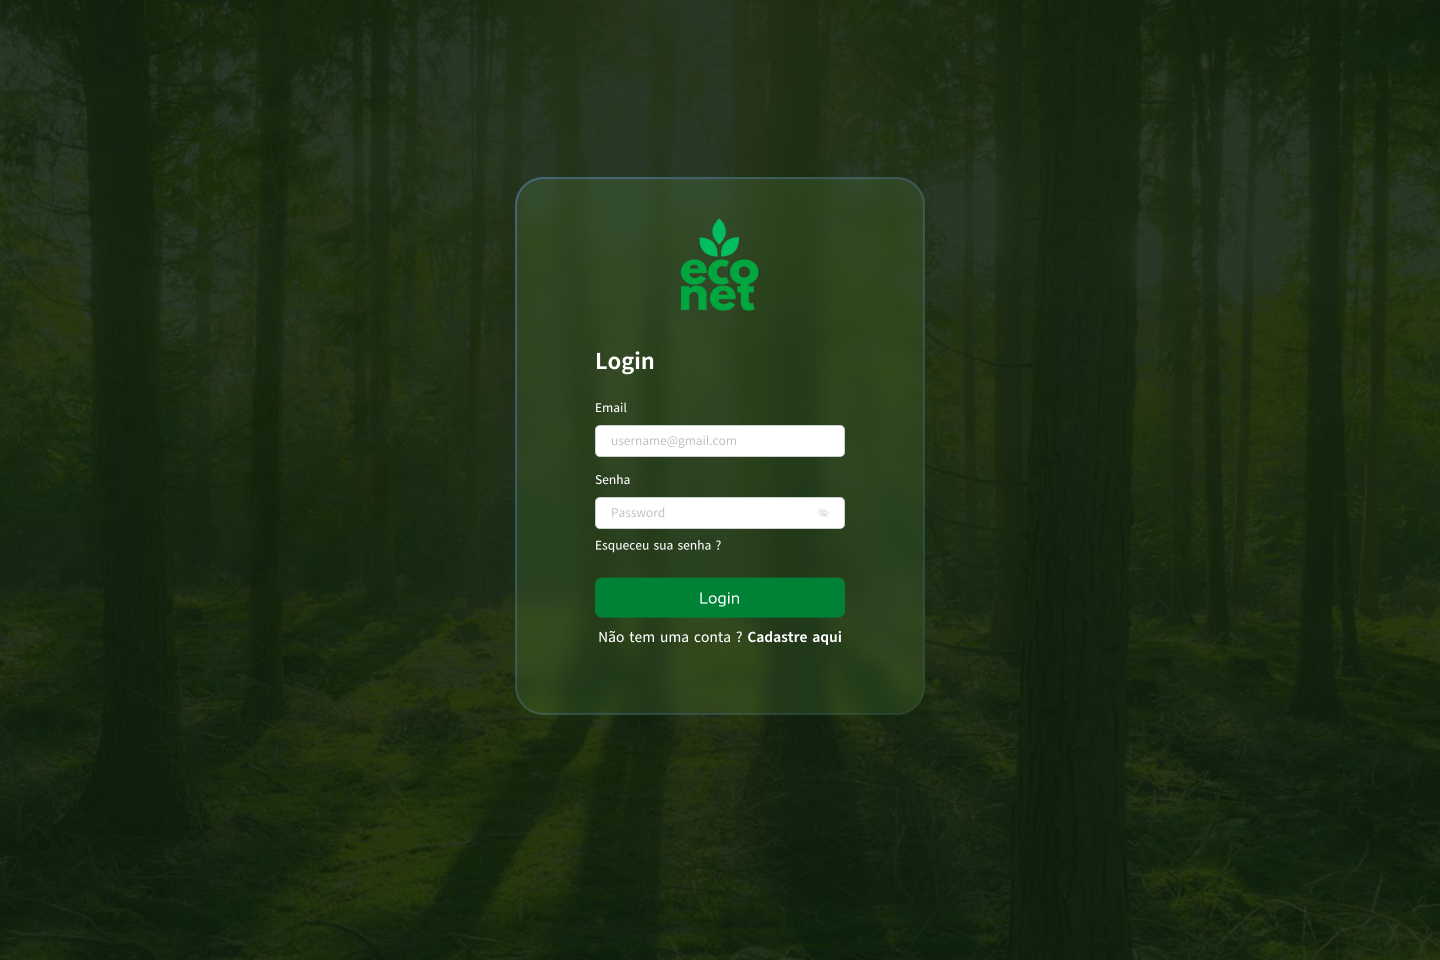 eco
net
Login
Email
username@gmail.com
Senha
Password
Esqueceu sua senha ?
Login
Não tem uma conta ? Cadastre aqui